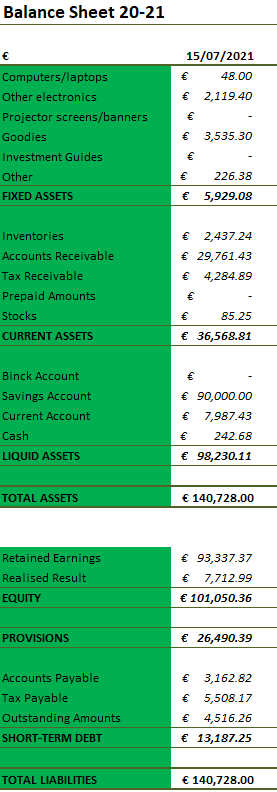 Balance Sheet 20-21
€ 15/07/2021
Computers/laptops € 48.00
Other electronics € 2,119.40
Projector screens/banners € -
Goodies € 3,535.30
Investment Guides € -
Other € 226.38
FIXED ASSETS € 5,929.08
Inventories € 2,437.24
Accounts Receivable € 29,761.43
Tax Receivable € 4,284.89
Prepaid Amounts € -
Stocks € 85.25
CURRENT ASSETS € 36,568.81
Binck Account € -
Savings Account € 90,000.00
Current Account € 7,987.43
Cash € 242.68
LIQUID ASSETS € 98,230.11
TOTAL ASSETS € 140,728.00
Retained Earnings € 93,337.37
Realised Result € 7,712.99
EQUITY € 101,050.36
PROVISIONS € 26,490.39
Accounts Payable € 3,162.82
Tax Payable € 5,508.17
Outstanding Amounts € 4,516.26
SHORT-TERM DEBT € 13,187.25
TOTAL LIABILITIES € 140,728.00